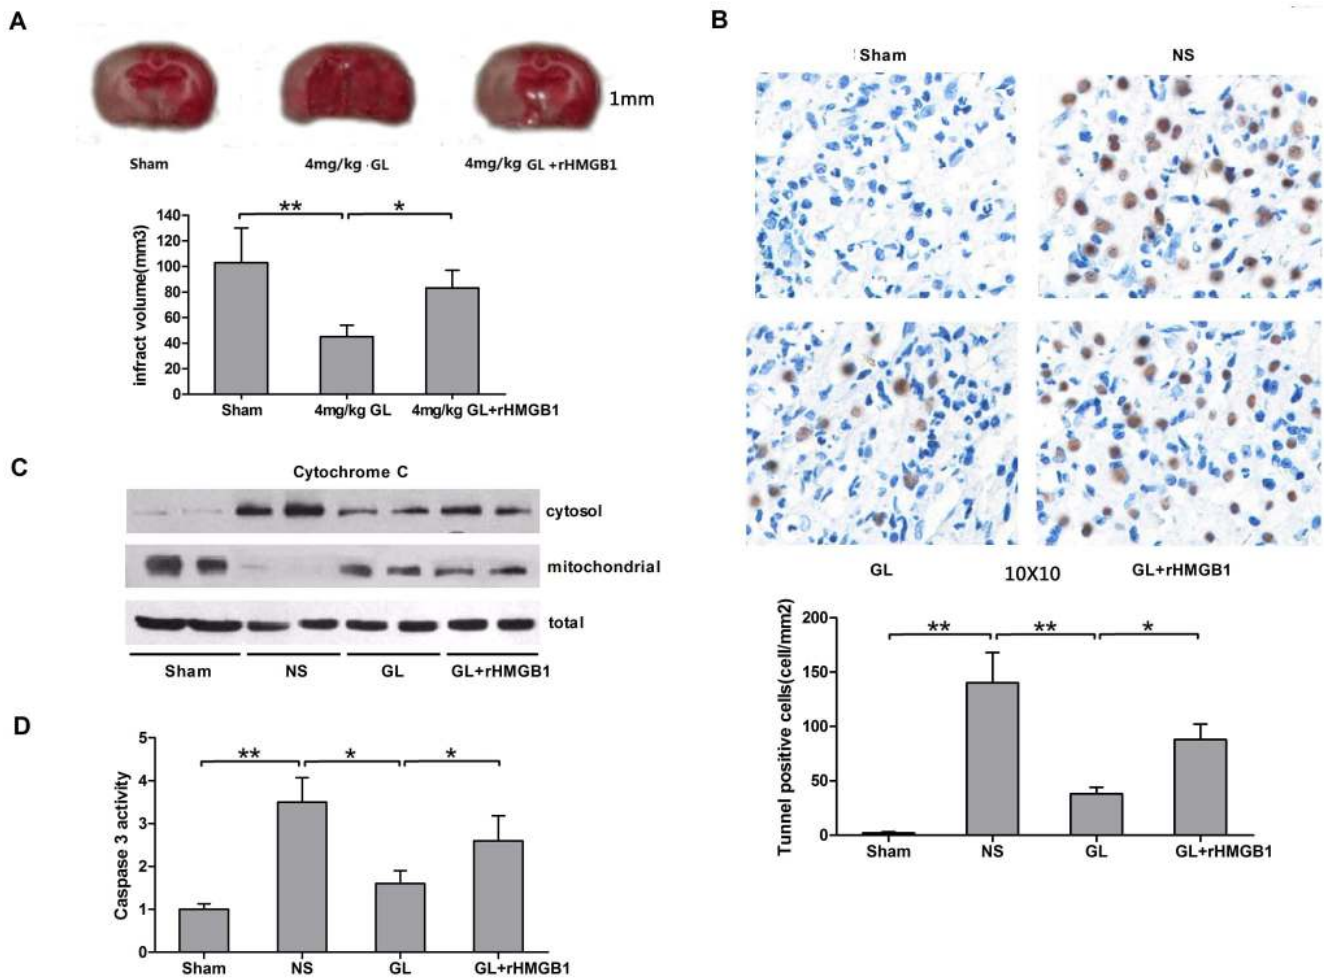 A
1mm
Sham
4mg/kg GL
4mg/kg GL +rHMGB1
** *
infract volume(mm3)
140
120
100
80
60
40
20
0
Sham 4mg/kg GL 4mg/kg GL+rHMGB1
B
Sham NS
GL 10X10 GL+rHMGB1
** ** *
Tunnel positive cells(cell/mm2)
200
150
100
50
0
Sham NS GL GL+rHMGB1
C
Cytochrome C
cytosol
mitochondrial
total
Sham NS GL GL+rHMGB1
D
** * *
Caspase 3 activity
5
4
3
2
1
0
Sham NS GL GL+rHMGB1